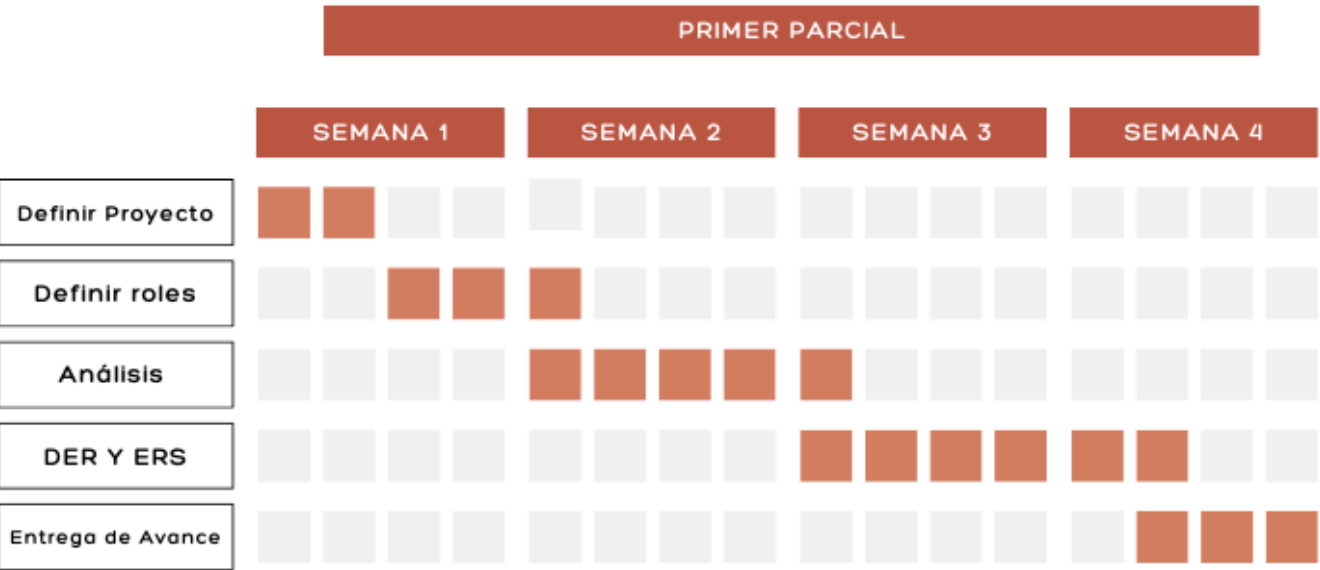 PRIMER PARCIAL
SEMANA 1
SEMANA 2
SEMANA 3
SEMANA 4
Definir Proyecto
Definir roles
Análisis
DER Y ERS
Entrega de Avance